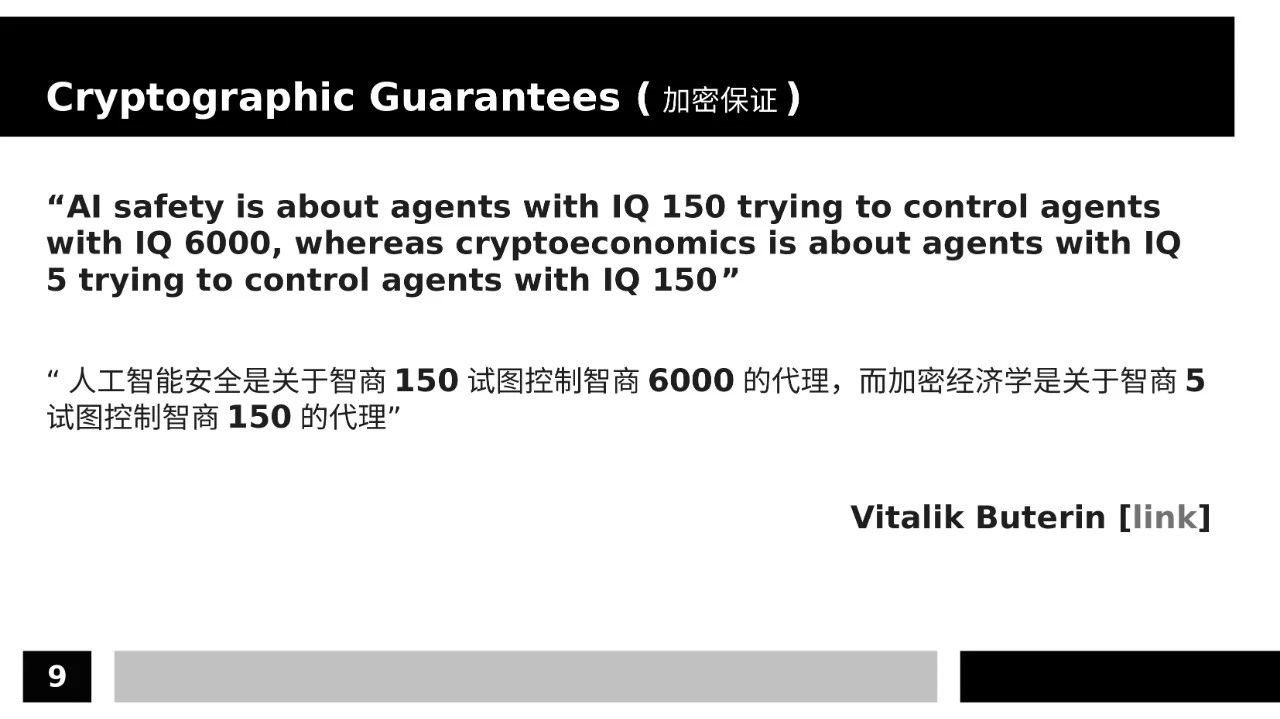 Cryptographic Guarantees ( 加密保证 )
“AI safety is about agents with IQ 150 trying to control agents
with IQ 6000, whereas cryptoeconomics is about agents with IQ
5 trying to control agents with IQ 150”
“ 人工智能安全是关于智商 150 试图控制智商 6000 的代理，而加密经济学是关于智商 5
试图控制智商 150 的代理”
Vitalik Buterin [link]
9